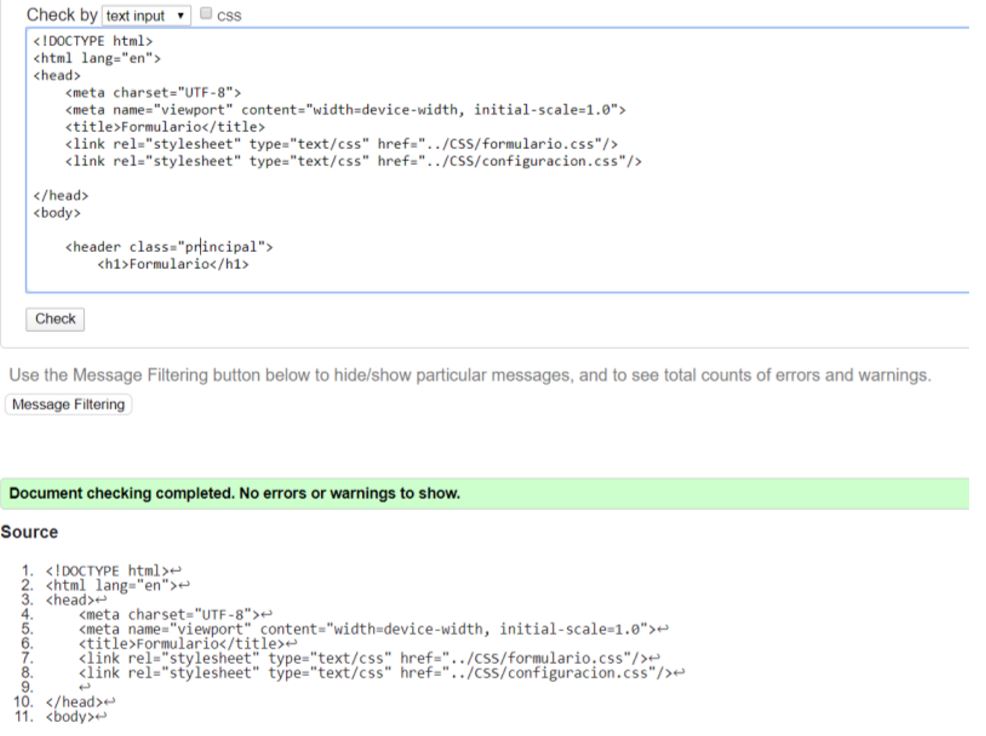 Check by text input ▾ css
<!DOCTYPE html>
<html lang="en">
<head>
    <meta charset="UTF-8">
    <meta name="viewport" content="width=device-width, initial-scale=1.0">
    <title>Formulario</title>
    <link rel="stylesheet" type="text/css" href="../CSS/formulario.css"/>
    <link rel="stylesheet" type="text/css" href="../CSS/configuracion.css"/>
</head>
<body>
    <header class="principal">
        <h1>Formulario</h1>
Check
Use the Message Filtering button below to hide/show particular messages, and to see total counts of errors and warnings.
Message Filtering
Document checking completed. No errors or warnings to show.
Source
1. <!DOCTYPE html>↩
2. <html lang="en">↩
3. <head>↩
4.     <meta charset="UTF-8">↩
5.     <meta name="viewport" content="width=device-width, initial-scale=1.0">↩
6.     <title>Formulario</title>↩
7.     <link rel="stylesheet" type="text/css" href="../CSS/formulario.css"/>↩
8.     <link rel="stylesheet" type="text/css" href="../CSS/configuracion.css"/>↩
9.     ↩
10. </head>↩
11. <body>↩